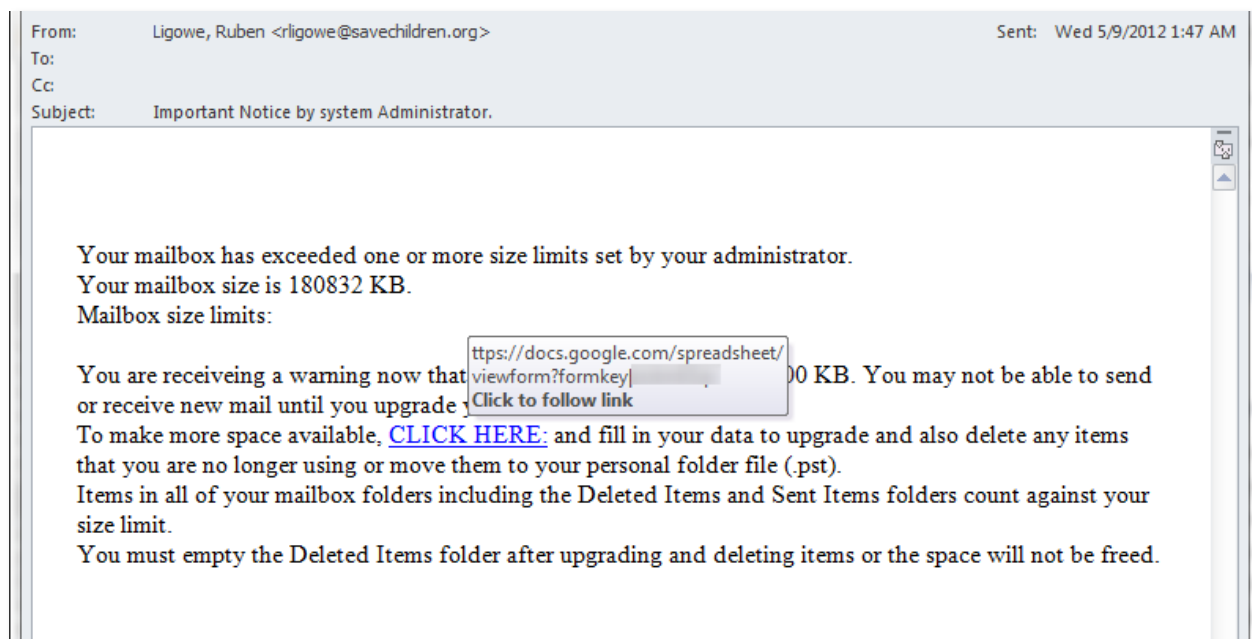 From: Ligowe, Ruben <rligowe@savechildren.org> Sent: Wed 5/9/2012 1:47 AM
To:
Cc:
Subject: Important Notice by system Administrator.
Your mailbox has exceeded one or more size limits set by your administrator.
Your mailbox size is 180832 KB.
Mailbox size limits:
ttps://docs.google.com/spreadsheet/
viewform?formkey
Click to follow link
You are receiveing a warning now that 00 KB. You may not be able to send
or receive new mail until you upgrade
To make more space available, CLICK HERE: and fill in your data to upgrade and also delete any items
that you are no longer using or move them to your personal folder file (.pst).
Items in all of your mailbox folders including the Deleted Items and Sent Items folders count against your
size limit.
You must empty the Deleted Items folder after upgrading and deleting items or the space will not be freed.